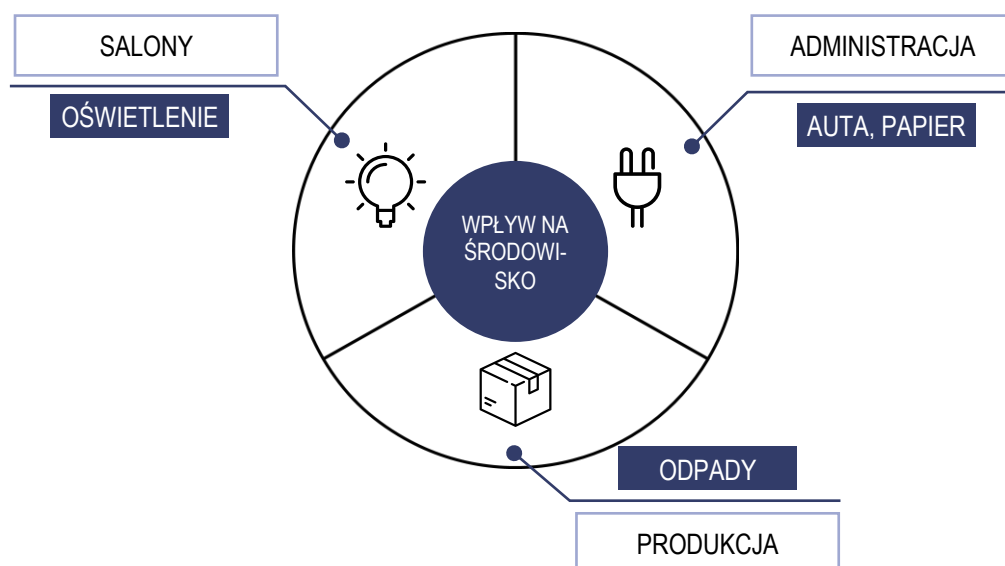 SALONY
OŚWIETLENIE
ADMINISTRACJA
AUTA, PAPIER
WPŁYW NA
ŚRODOWI-
SKO
ODPADY
PRODUKCJA